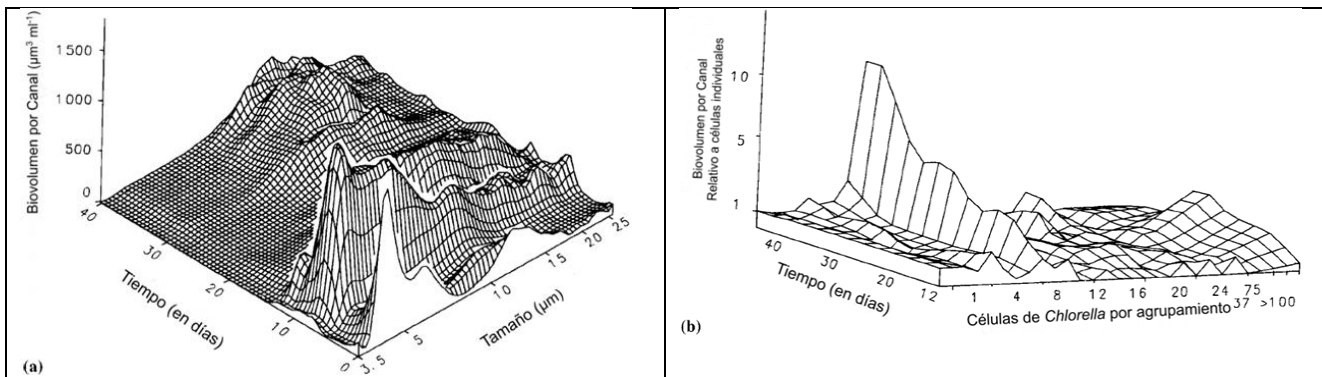 Biovolumen por Canal (µm³ ml⁻¹)
1500
1000
500
0
40
30
20
10
0
Tiempo (en días)
3.5
5
10
15
20
25
Tamaño (µm)
(a)
Biovolumen por Canal
Relativo a células individuales
10
5
1
40
30
20
12
Tiempo (en días)
1 4 8 12 16 20 24 37 75 >100
Células de Chlorella por agrupamiento
(b)